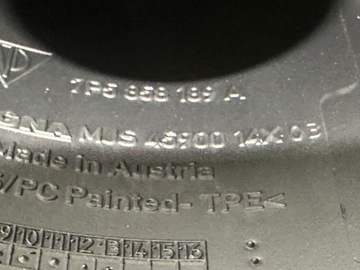 7P5 858 189 A
GNA MJS 45900 14X-03
Made in Austria
/PC Painted- TPE<
9 10 11 12 13 14 15 16